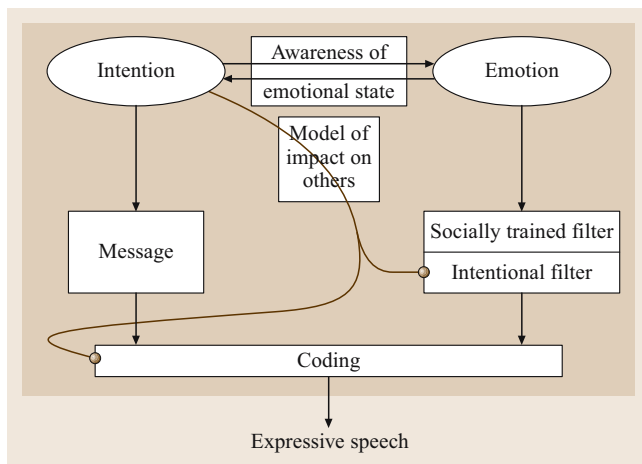 Intention
Awareness of
emotional state
Emotion
Model of
impact on
others
Message
Socially trained filter
Intentional filter
Coding
Expressive speech